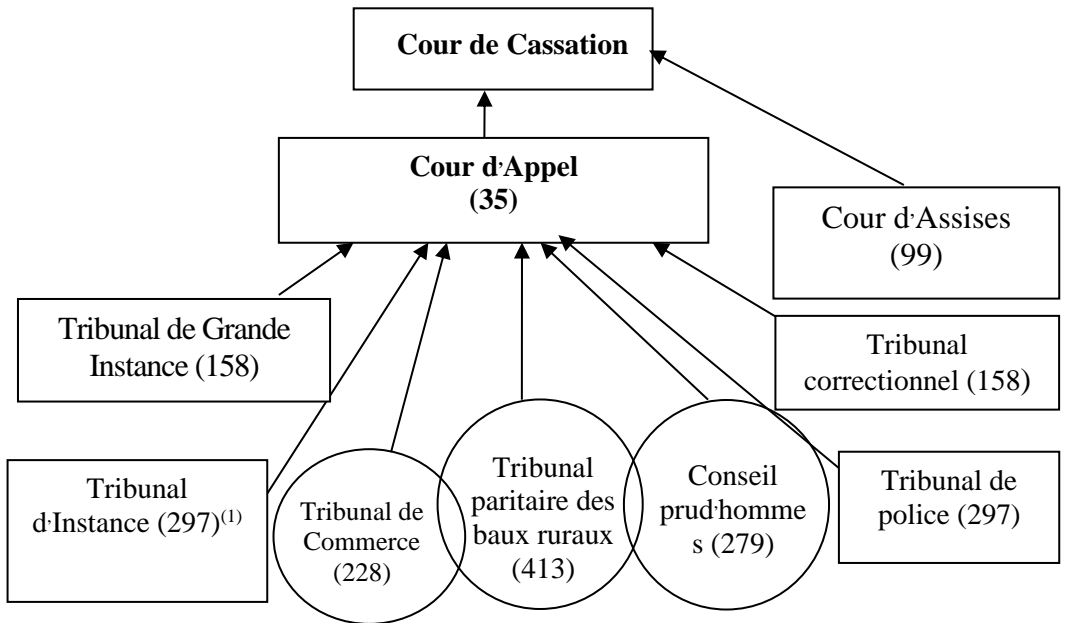 Cour de Cassation
Cour d'Appel
(35)
Cour d'Assises
(99)
Tribunal de Grande
Instance (158)
Tribunal
correctionnel (158)
Tribunal
d'Instance (297)(1)
Tribunal de
Commerce
(228)
Tribunal
paritaire des
baux ruraux
(413)
Conseil
prud'homme
s (279)
Tribunal de
police (297)